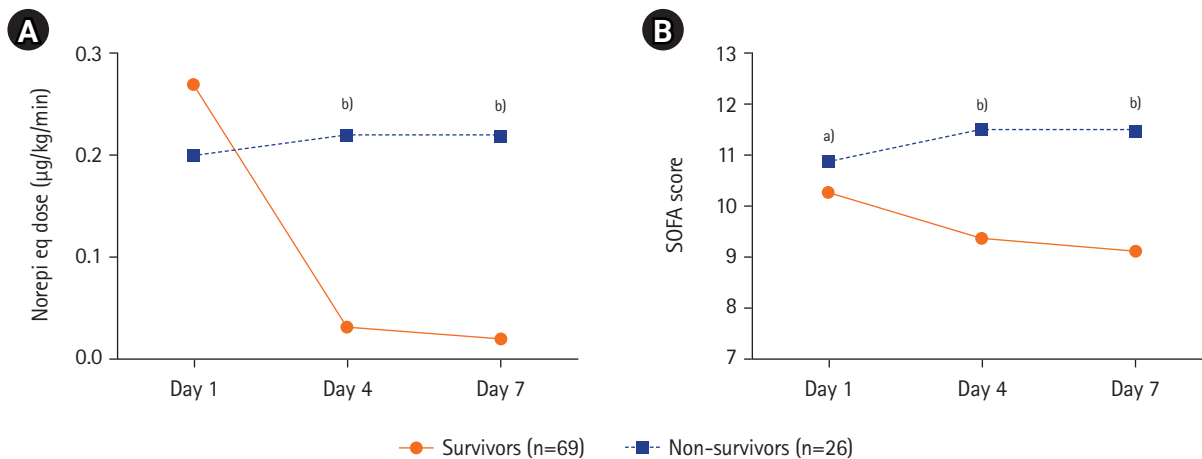 A
0.3
0.2
0.1
0.0
Norepi eq dose (µg/kg/min)
b)
b)
Day 1
Day 4
Day 7
B
13
12
11
10
9
8
7
SOFA score
a)
b)
b)
Day 1
Day 4
Day 7
Survivors (n=69)
Non-survivors (n=26)